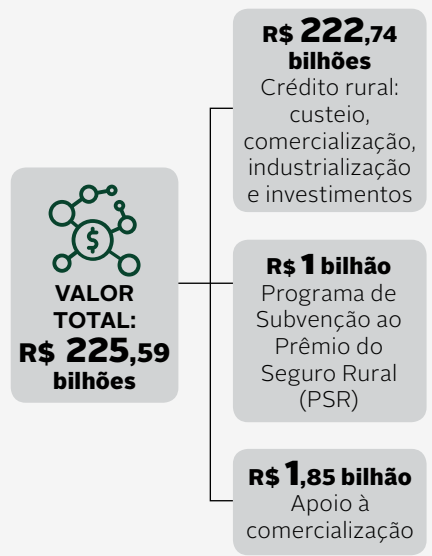 R$ 222,74
bilhões
Crédito rural:
custeio,
comercialização,
industrialização
e investimentos
$
VALOR
TOTAL:
R$ 225,59
bilhões
R$ 1 bilhão
Programa de
Subvenção ao
Prêmio do
Seguro Rural
(PSR)
R$ 1,85 bilhão
Apoio à
comercialização